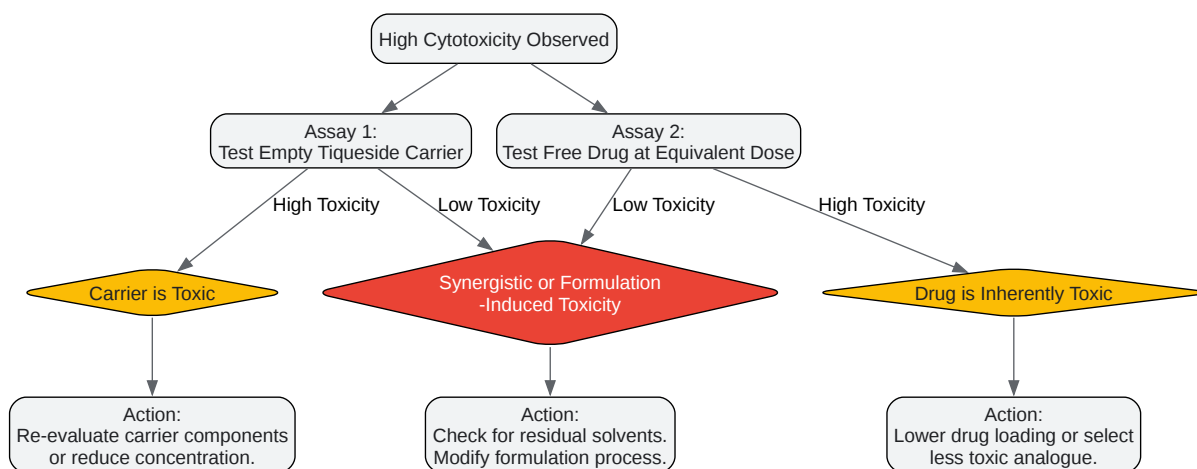 High Cytotoxicity Observed
Assay 1:
Test Empty Tiqueside Carrier
Assay 2:
Test Free Drug at Equivalent Dose
High Toxicity
Low Toxicity
Low Toxicity
High Toxicity
Carrier is Toxic
Synergistic or Formulation
-Induced Toxicity
Drug is Inherently Toxic
Action:
Re-evaluate carrier components
or reduce concentration.
Action:
Check for residual solvents.
Modify formulation process.
Action:
Lower drug loading or select
less toxic analogue.